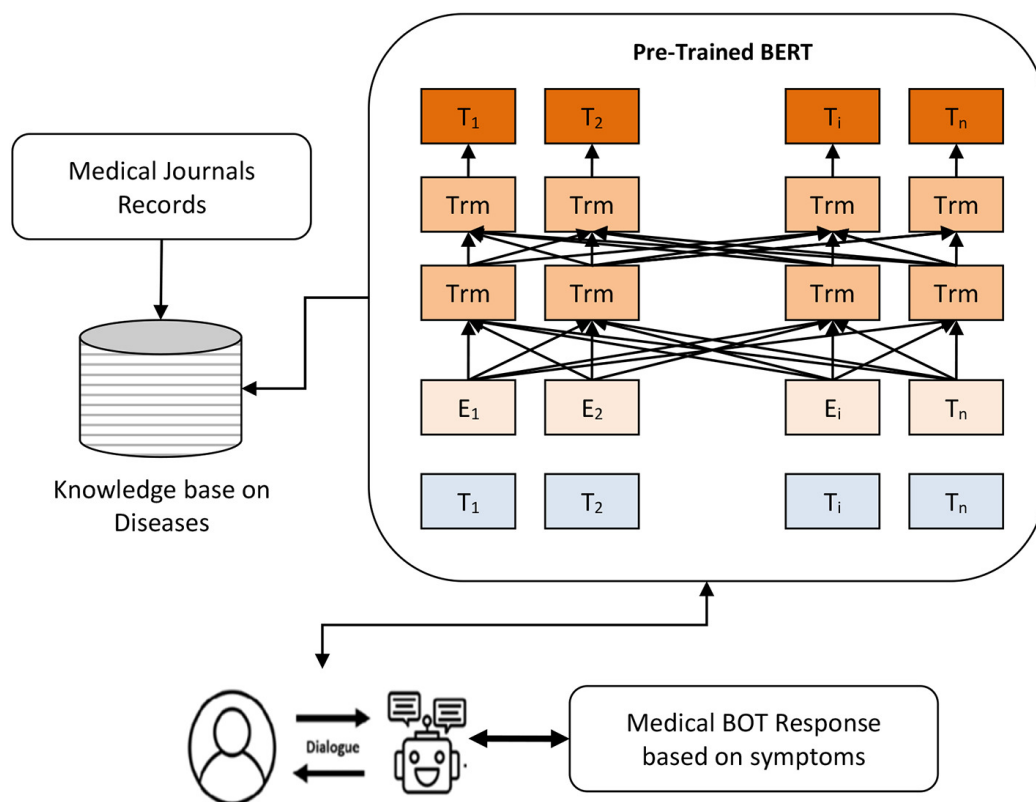 Pre-Trained BERT
T₁ T₂ Tᵢ Tₙ
Medical Journals
Records
Trm Trm Trm Trm
Trm Trm Trm Trm
E₁ E₂ Eᵢ Tₙ
Knowledge base on
Diseases
T₁ T₂ Tᵢ Tₙ
Dialogue
Medical BOT Response
based on symptoms